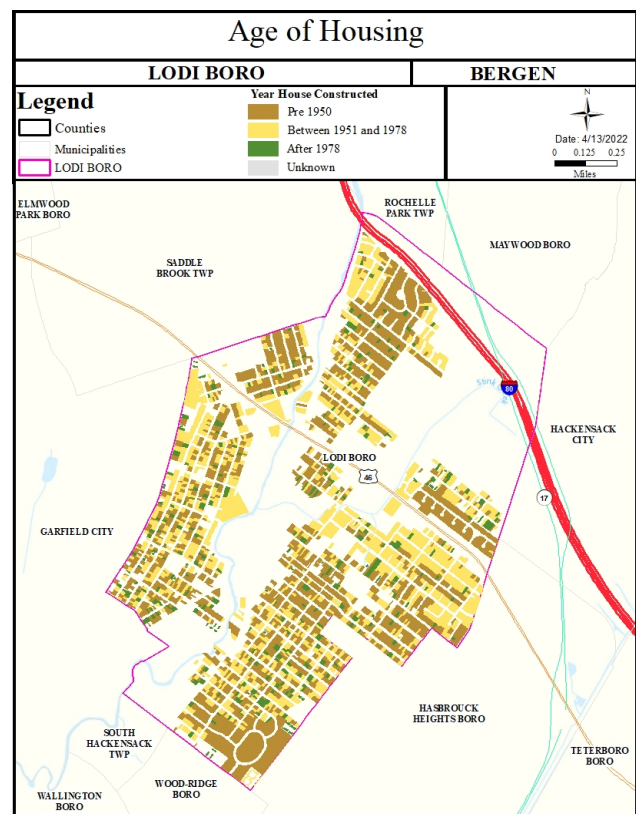 Age of Housing
LODI BORO
BERGEN
Legend
Counties
Municipalities
LODI BORO
Year House Constructed
Pre 1950
Between 1951 and 1978
After 1978
Unknown
N
Date: 4/13/2022
0 0.125 0.25
Miles
ELMWOOD
PARK BORO
ROCHELLE
PARK TWP
MAYWOOD BORO
SADDLE
BROOK TWP
80
HACKENSACK
CITY
LODI BORO
46
17
GARFIELD CITY
HASBROUCK
HEIGHTS BORO
SOUTH
HACKENSACK
TWP
TETERBORO
BORO
WOOD-RIDGE
BORO
WALLINGTON
BORO